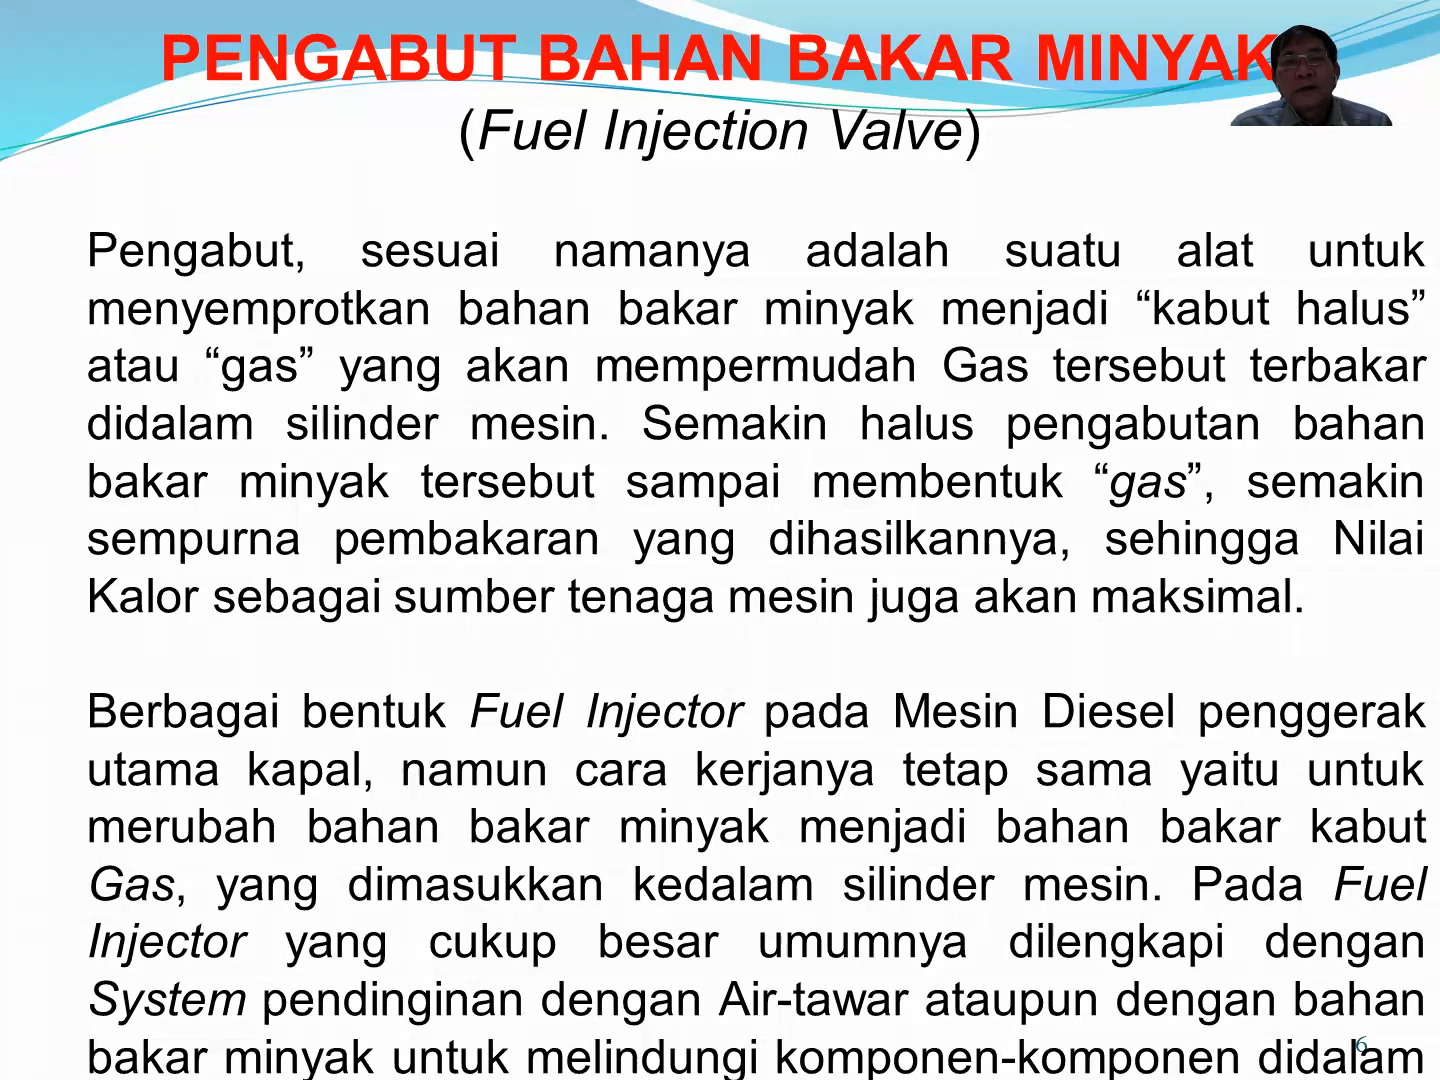 PENGABUT BAHAN BAKAR MINYAK
(Fuel Injection Valve)
Pengabut, sesuai namanya adalah suatu alat untuk
menyemprotkan bahan bakar minyak menjadi “kabut halus”
atau “gas” yang akan mempermudah Gas tersebut terbakar
didalam silinder mesin. Semakin halus pengabutan bahan
bakar minyak tersebut sampai membentuk “gas”, semakin
sempurna pembakaran yang dihasilkannya, sehingga Nilai
Kalor sebagai sumber tenaga mesin juga akan maksimal.
Berbagai bentuk Fuel Injector pada Mesin Diesel penggerak
utama kapal, namun cara kerjanya tetap sama yaitu untuk
merubah bahan bakar minyak menjadi bahan bakar kabut
Gas, yang dimasukkan kedalam silinder mesin. Pada Fuel
Injector yang cukup besar umumnya dilengkapi dengan
System pendinginan dengan Air-tawar ataupun dengan bahan
bakar minyak untuk melindungi komponen-komponen didalam
6